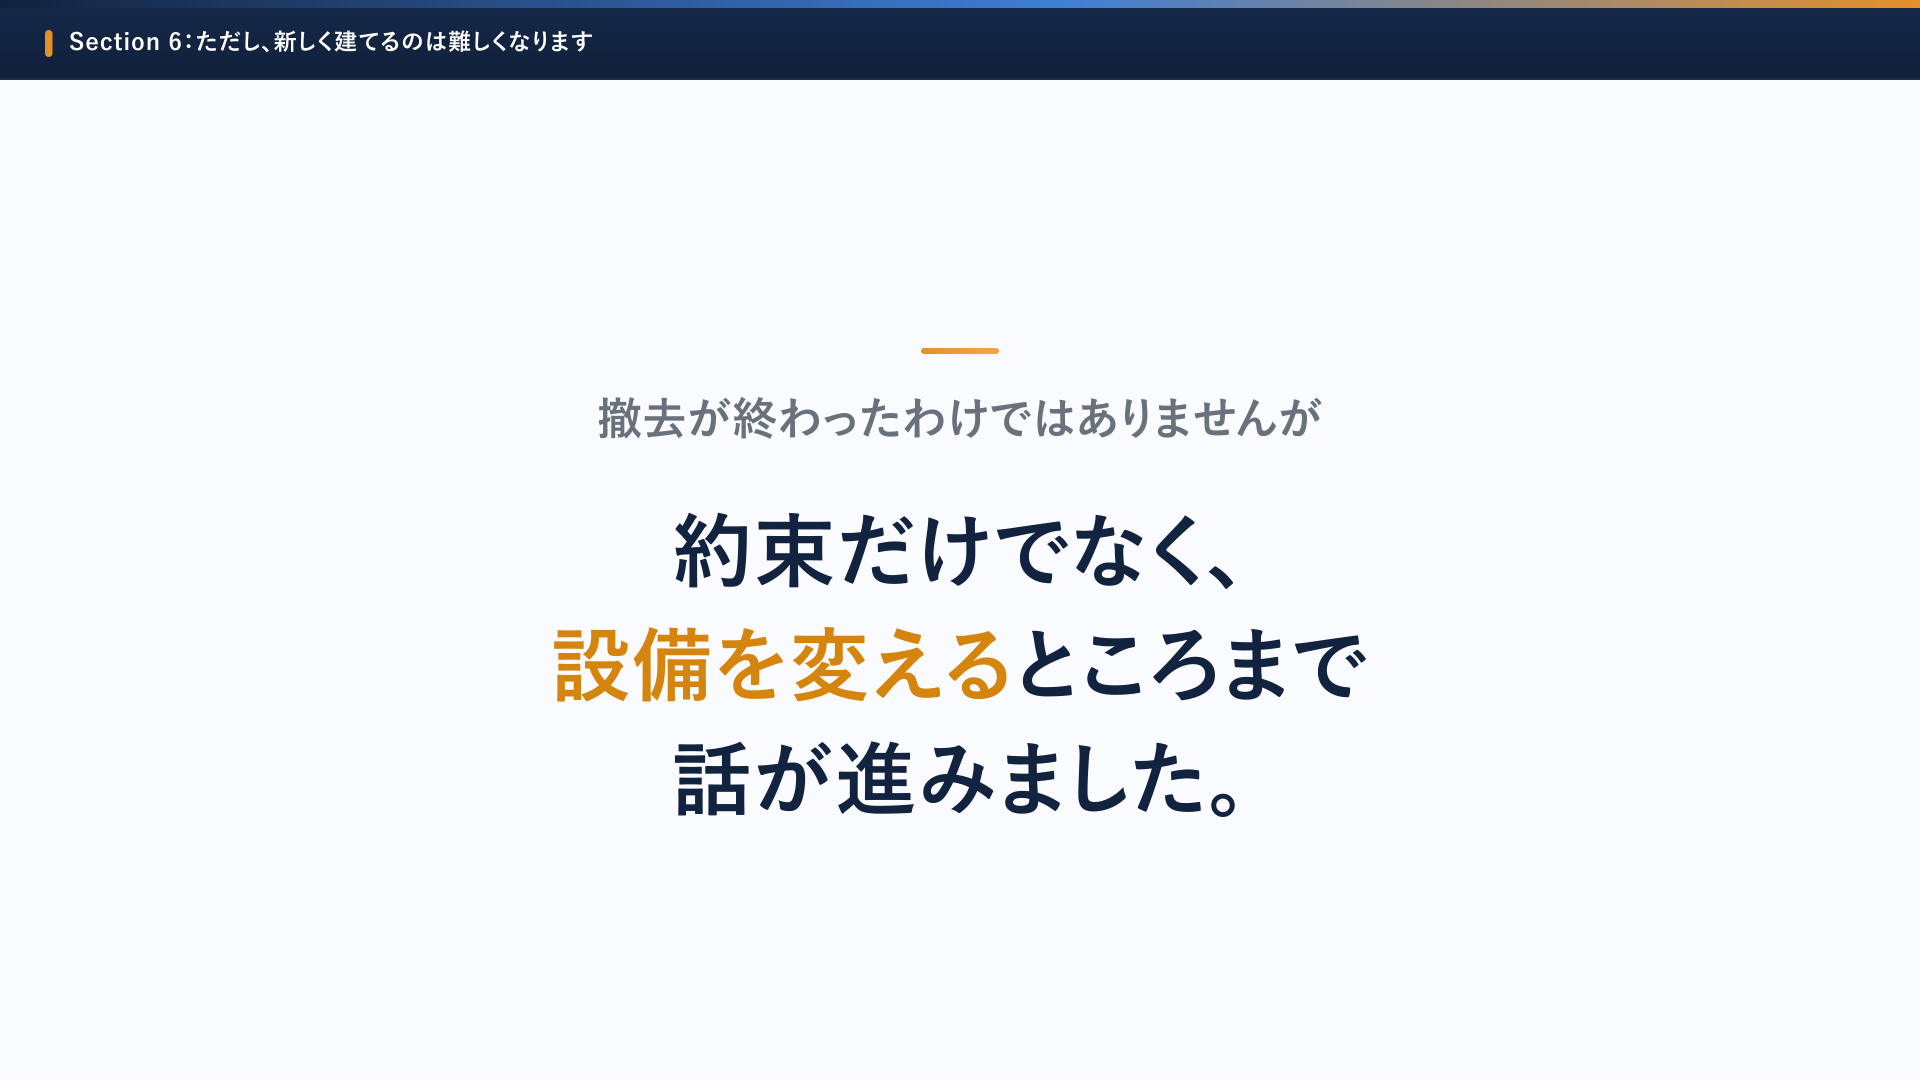 Section 6：ただし、新しく建てるのは難しくなります
撤去が終わったわけではありませんが
約束だけでなく、
設備を変えるところまで
話が進みました。